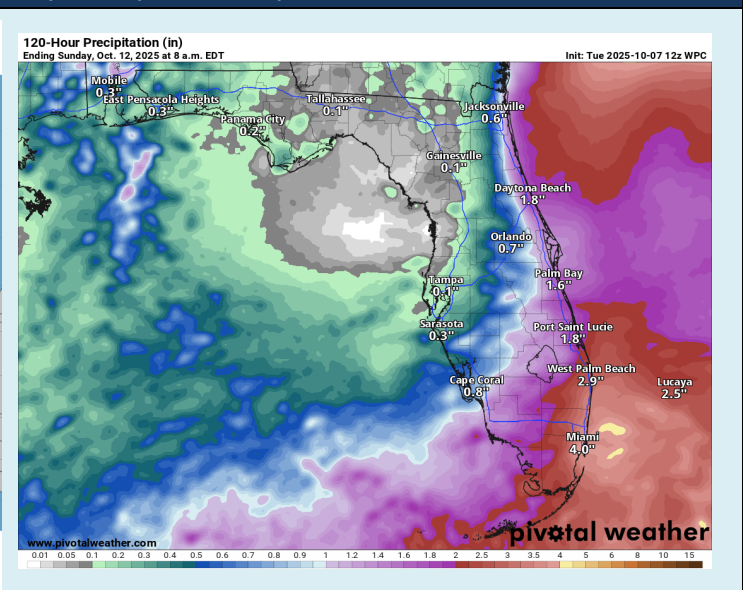 120-Hour Precipitation (in)
Ending Sunday, Oct. 12, 2025 at 8 a.m. EDT
Init: Tue 2025-10-07 12z WPC
Mobile
0.3"
East Pensacola Heights
0.3"
Panama City
0.2"
Tallahassee
0.1"
Jacksonville
0.6"
Gainesville
0.1"
Daytona Beach
1.8"
Orlando
0.7"
Palm Bay
1.6"
Tampa
0.1"
Sarasota
0.3"
Port Saint Lucie
1.8"
Cape Coral
0.8"
West Palm Beach
2.9"
Lucaya
2.5"
Miami
4.0"
www.pivotalweather.com
pivotal weather
0.01 0.05 0.1 0.2 0.3 0.4 0.5 0.6 0.7 0.8 0.9 1 1.2 1.4 1.6 1.8 2 2.5 3 3.5 4 5 6 8 10 15